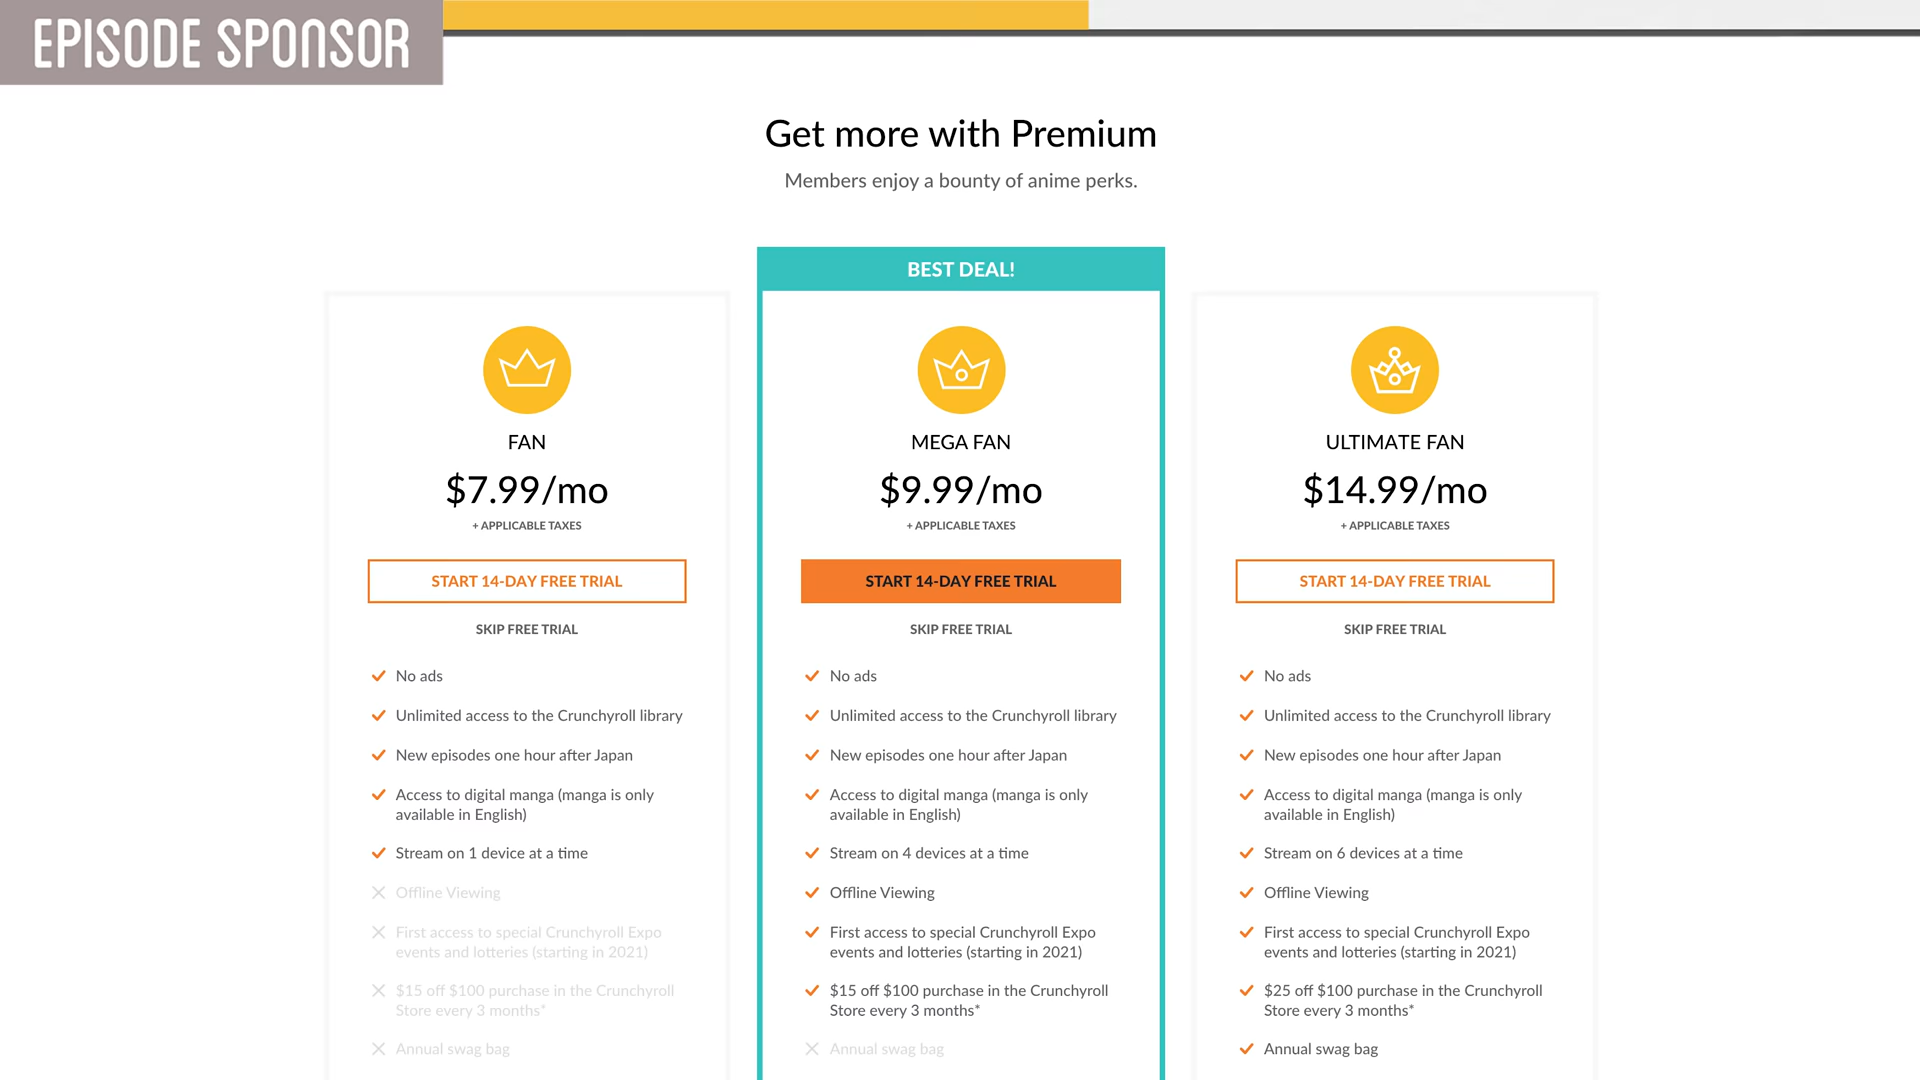 EPISODE SPONSOR
Get more with Premium
Members enjoy a bounty of anime perks.
BEST DEAL!
FAN
$7.99/mo
+ APPLICABLE TAXES
START 14-DAY FREE TRIAL
SKIP FREE TRIAL
No ads
Unlimited access to the Crunchyroll library
New episodes one hour after Japan
Access to digital manga (manga is only
available in English)
Stream on 1 device at a time
Offline Viewing
First access to special Crunchyroll Expo
events and lotteries (starting in 2021)
$15 off $100 purchase in the Crunchyroll
Store every 3 months*
Annual swag bag
MEGA FAN
$9.99/mo
+ APPLICABLE TAXES
START 14-DAY FREE TRIAL
SKIP FREE TRIAL
No ads
Unlimited access to the Crunchyroll library
New episodes one hour after Japan
Access to digital manga (manga is only
available in English)
Stream on 4 devices at a time
Offline Viewing
First access to special Crunchyroll Expo
events and lotteries (starting in 2021)
$15 off $100 purchase in the Crunchyroll
Store every 3 months*
Annual swag bag
ULTIMATE FAN
$14.99/mo
+ APPLICABLE TAXES
START 14-DAY FREE TRIAL
SKIP FREE TRIAL
No ads
Unlimited access to the Crunchyroll library
New episodes one hour after Japan
Access to digital manga (manga is only
available in English)
Stream on 6 devices at a time
Offline Viewing
First access to special Crunchyroll Expo
events and lotteries (starting in 2021)
$25 off $100 purchase in the Crunchyroll
Store every 3 months*
Annual swag bag